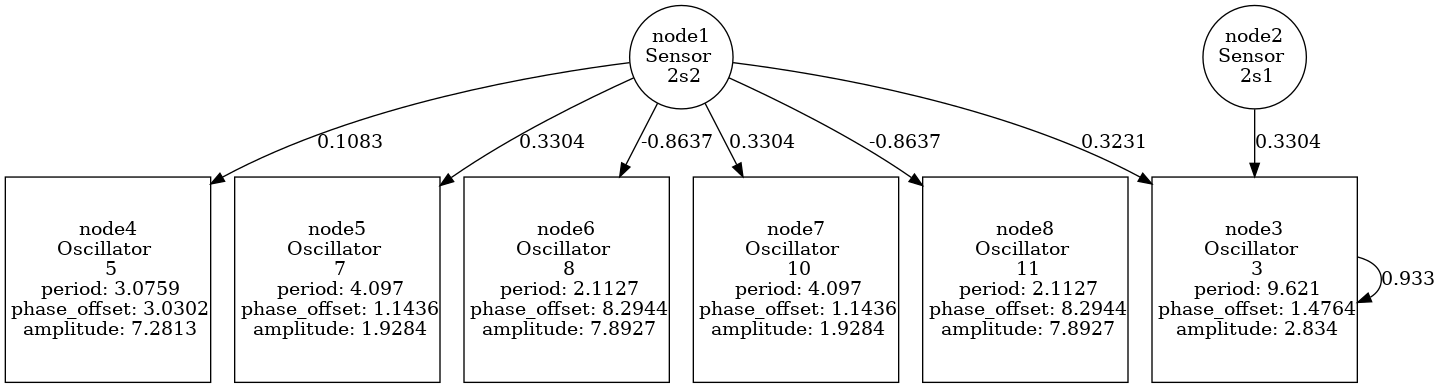 node1
Sensor
2s2
node2
Sensor
2s1
0.1083
0.3304
-0.8637
0.3304
-0.8637
0.3231
0.3304
node4
Oscillator
5
period: 3.0759
phase_offset: 3.0302
amplitude: 7.2813
node5
Oscillator
7
period: 4.097
phase_offset: 1.1436
amplitude: 1.9284
node6
Oscillator
8
period: 2.1127
phase_offset: 8.2944
amplitude: 7.8927
node7
Oscillator
10
period: 4.097
phase_offset: 1.1436
amplitude: 1.9284
node8
Oscillator
11
period: 2.1127
phase_offset: 8.2944
amplitude: 7.8927
node3
Oscillator
3
period: 9.621
phase_offset: 1.4764
amplitude: 2.834
0.933